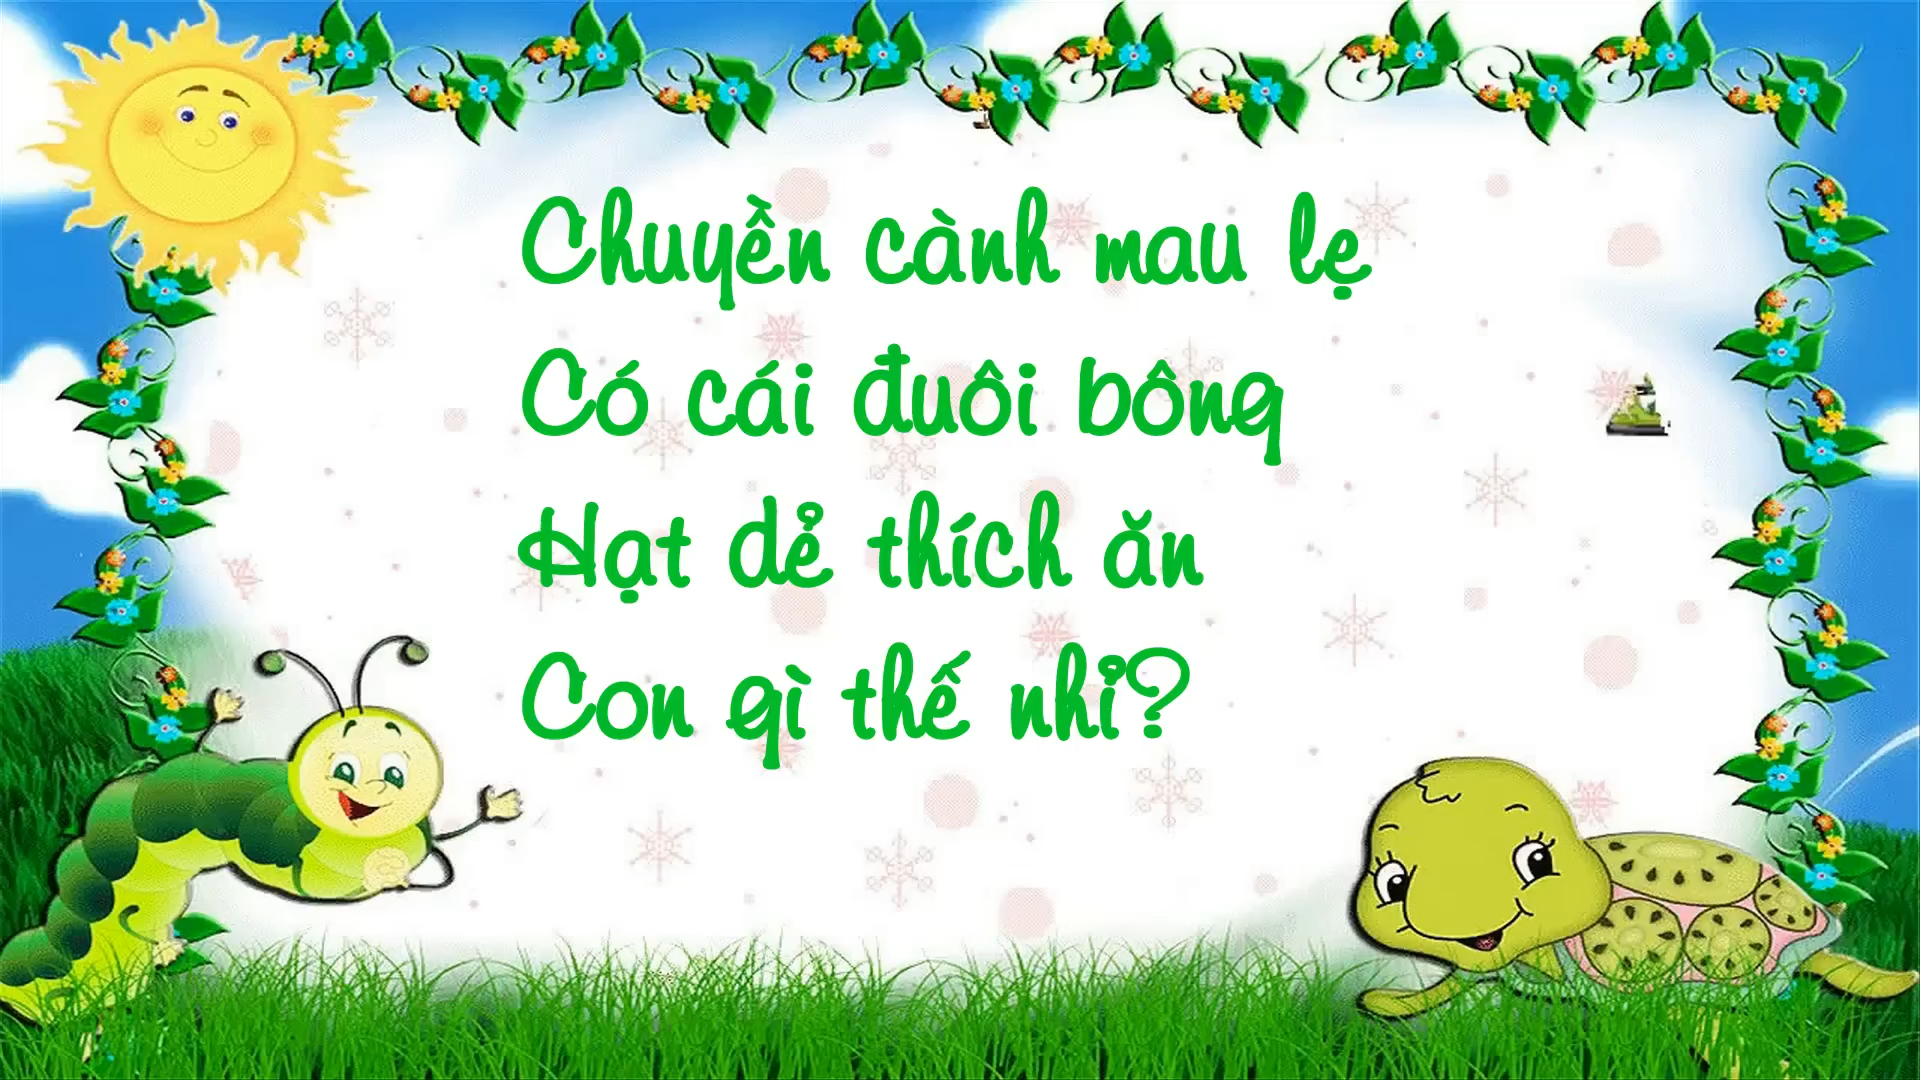 Chuyền cành mau lẹ
Có cái đuôi bông
Hạt dẻ thích ăn
Con gì thế nhỉ?